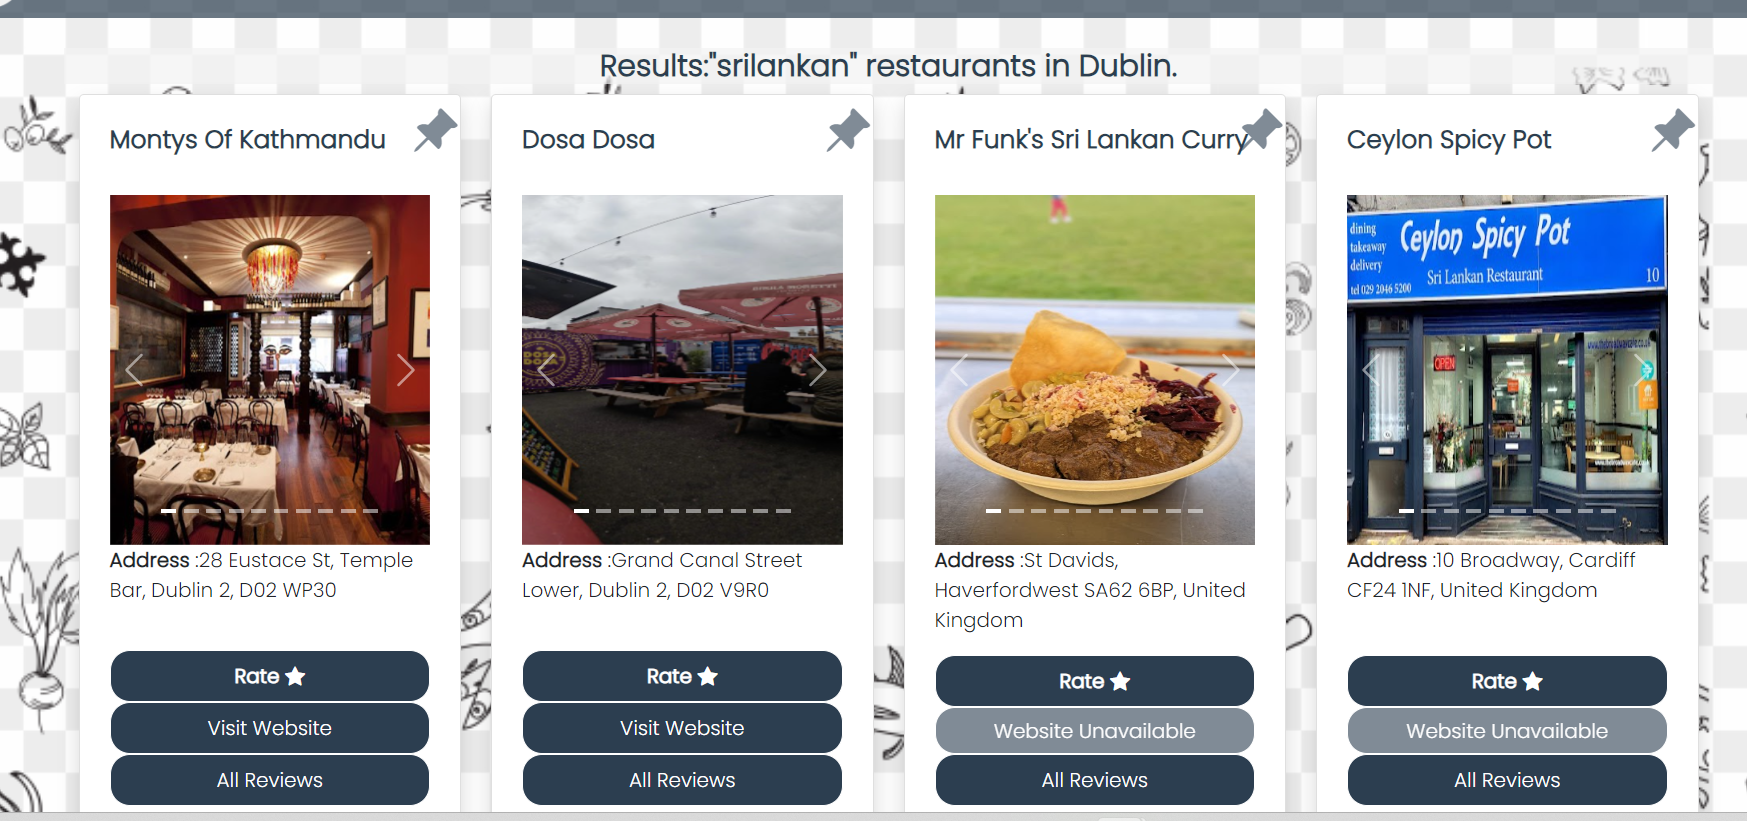 Results:"srilankan" restaurants in Dublin.
Montys Of Kathmandu
Address :28 Eustace St, Temple
Bar, Dublin 2, D02 WP30
Rate
Visit Website
All Reviews
Dosa Dosa
BIRRA MORETTI
DOSA
Address :Grand Canal Street
Lower, Dublin 2, D02 V9R0
Rate
Visit Website
All Reviews
Mr Funk's Sri Lankan Curry
Address :St Davids,
Haverfordwest SA62 6BP, United
Kingdom
Rate
Website Unavailable
All Reviews
Ceylon Spicy Pot
dining
takeaway
delivery
Ceylon Spicy Pot
Sri Lankan Restaurant
tel 029 2046 5200
10
OPEN
Address :10 Broadway, Cardiff
CF24 1NF, United Kingdom
Rate
Website Unavailable
All Reviews